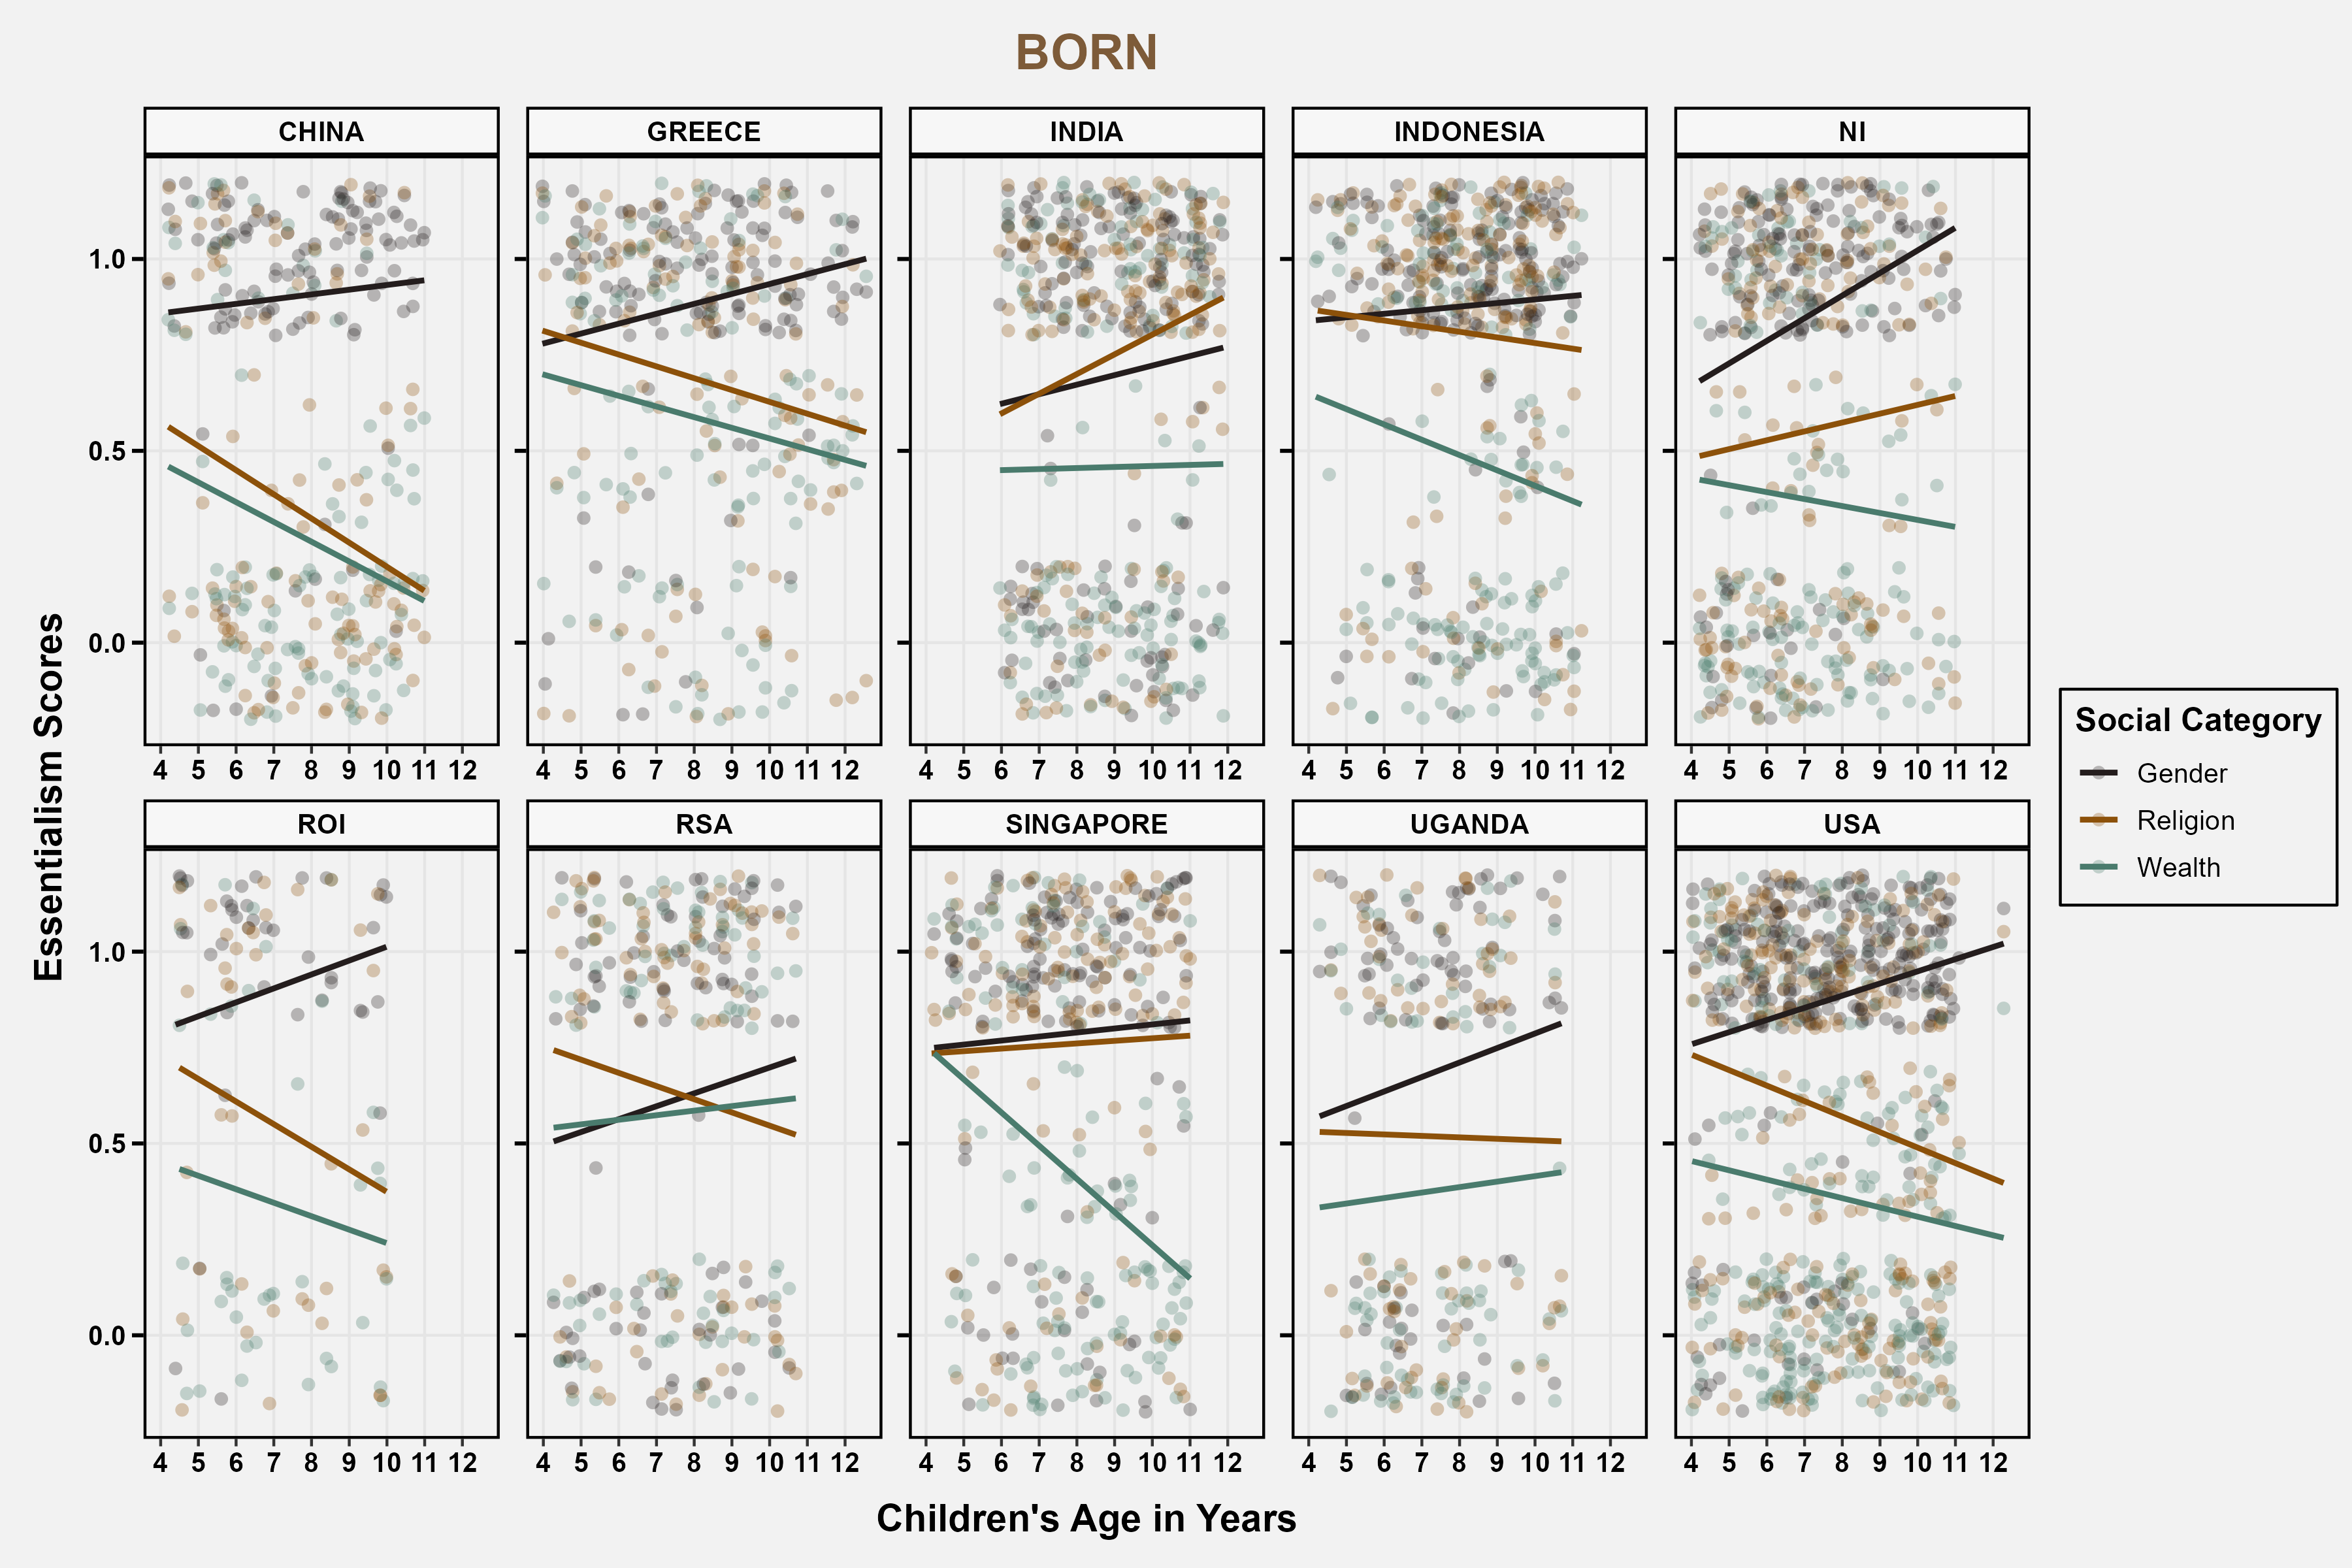 BORN
CHINA GREECE INDIA INDONESIA NI
1.0
0.5
0.0
4 5 6 7 8 9 10 11 12 4 5 6 7 8 9 10 11 12 4 5 6 7 8 9 10 11 12 4 5 6 7 8 9 10 11 12 4 5 6 7 8 9 10 11 12
ROI RSA SINGAPORE UGANDA USA
1.0
0.5
0.0
4 5 6 7 8 9 10 11 12 4 5 6 7 8 9 10 11 12 4 5 6 7 8 9 10 11 12 4 5 6 7 8 9 10 11 12 4 5 6 7 8 9 10 11 12
Essentialism Scores
Children's Age in Years
Social Category
Gender
Religion
Wealth